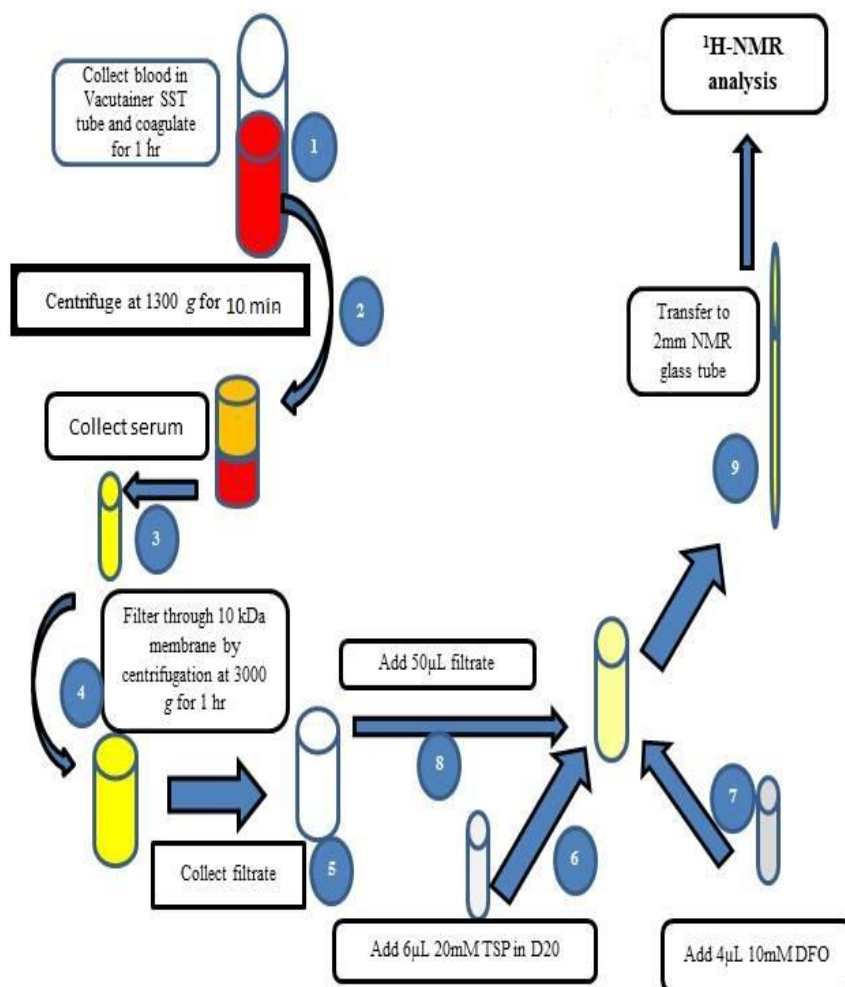 Collect blood in
Vacutainer SST
tube and coagulate
for 1 hr
1
Centrifuge at 1300 g for 10 min
2
Collect serum
3
Filter through 10 kDa
membrane by
centrifugation at 3000
g for 1 hr
4
Collect filtrate
5
Add 6µL 20mM TSP in D20
6
Add 4µL 10mM DFO
7
Add 50µL filtrate
8
Transfer to
2mm NMR
glass tube
9
¹H-NMR
analysis